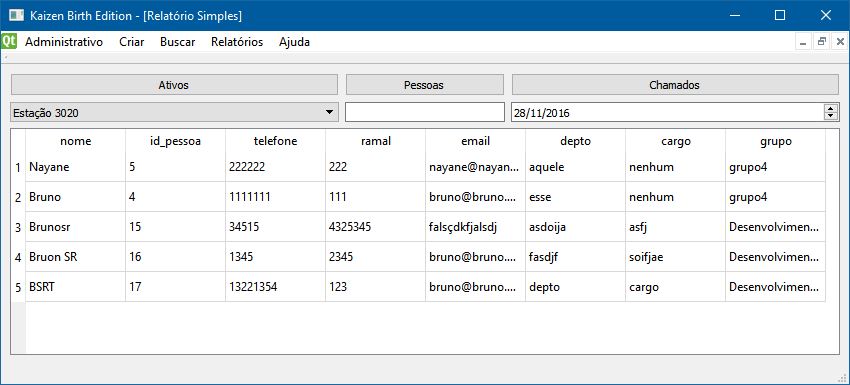 Kaizen Birth Edition - [Relatório Simples]
Qt Administrativo Criar Buscar Relatórios Ajuda
Ativos Pessoas Chamados
Estação 3020 28/11/2016
nome id_pessoa telefone ramal email depto cargo grupo
1 Nayane 5 222222 222 nayane@nayan... aquele nenhum grupo4
2 Bruno 4 1111111 111 bruno@bruno.... esse nenhum grupo4
3 Brunosr 15 34515 4325345 falsçdkfjalsdj asdoija asfj Desenvolvimen...
4 Bruon SR 16 1345 2345 bruno@bruno.... fasdjf soifjae Desenvolvimen...
5 BSRT 17 13221354 123 bruno@bruno.... depto cargo Desenvolvimen...